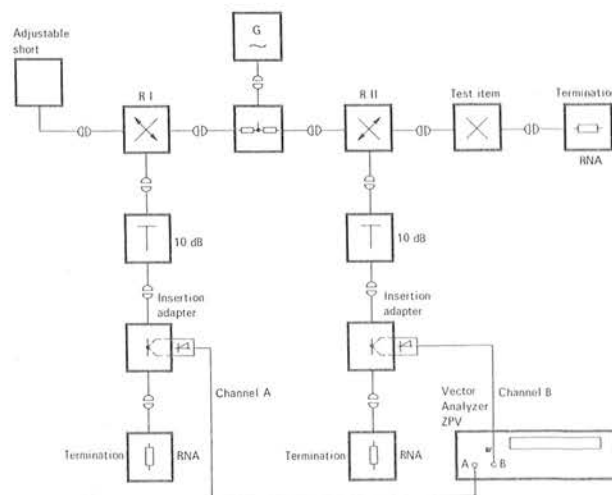 Adjustable
short
G
R I
R II
Test item
Termination
RNA
10 dB
10 dB
Insertion
adapter
Insertion
adapter
Channel A
Channel B
Vector
Analyzer
ZPV
A
B
Termination
RNA
Termination
RNA